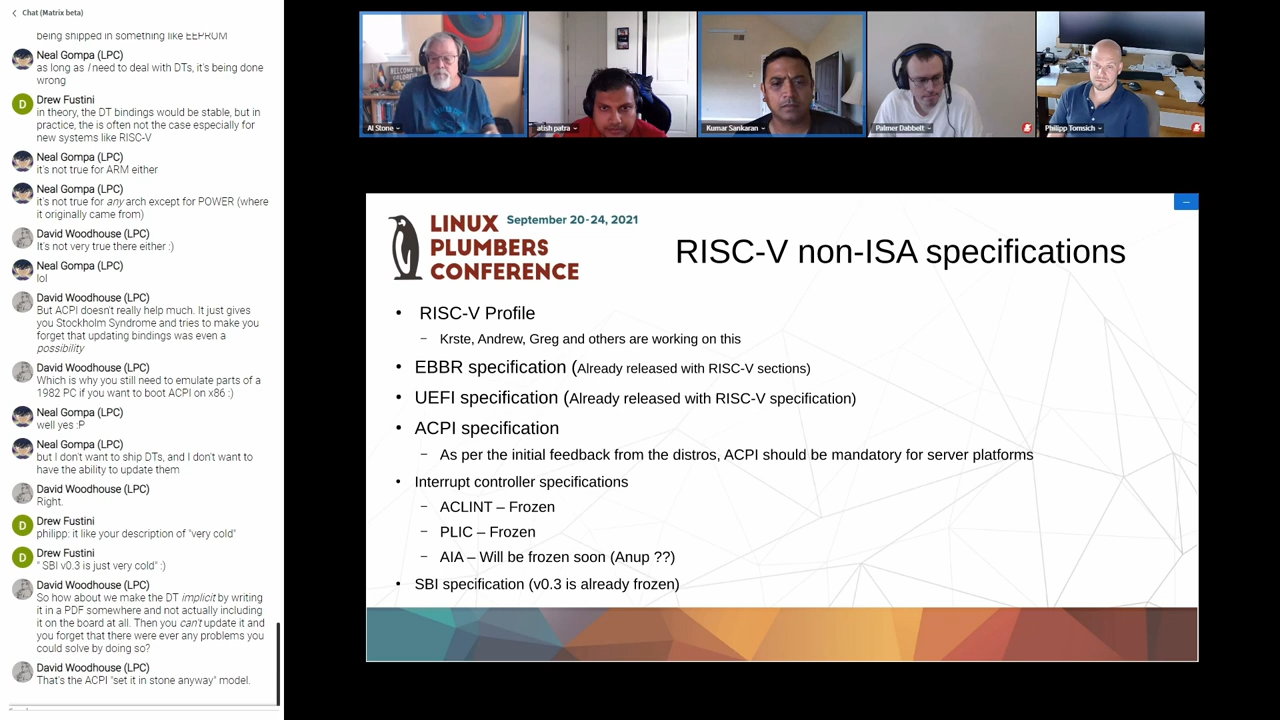 Chat (Matrix beta)
being shipped in something like EEPROM
Neal Gompa (LPC)
as long as I need to deal with DTs, it's being done
wrong
D
Drew Fustini
in theory, the DT bindings would be stable, but in
practice, the is often not the case especially for
new systems like RISC-V
Neal Gompa (LPC)
it's not true for ARM either
Neal Gompa (LPC)
it's not true for any arch except for POWER (where
it originally came from)
David Woodhouse (LPC)
It's not very true there either :)
Neal Gompa (LPC)
lol
David Woodhouse (LPC)
But ACPI doesn't really help much. It just gives
you Stockholm Syndrome and tries to make you
forget that updating bindings was even a
possibility
David Woodhouse (LPC)
Which is why you still need to emulate parts of a
1982 PC if you want to boot ACPI on x86 :)
Neal Gompa (LPC)
well yes :P
Neal Gompa (LPC)
but I don't want to ship DTs, and I don't want to
have the ability to update them
David Woodhouse (LPC)
Right.
D
Drew Fustini
philipp: it like your description of "very cold"
D
Drew Fustini
" SBI v0.3 is just very cold" :)
David Woodhouse (LPC)
So how about we make the DT implicit by writing
it in a PDF somewhere and not actually including
it on the board at all. Then you can't update it and
you forget that there were ever any problems you
could solve by doing so?
David Woodhouse (LPC)
That's the ACPI "set it in stone anyway" model.
Al Stone
atish patra
Kumar Sankaran
Palmer Dabbelt
Philipp Tomsich
LINUX
PLUMBERS
CONFERENCE
September 20-24, 2021
RISC-V non-ISA specifications
• RISC-V Profile
– Krste, Andrew, Greg and others are working on this
• EBBR specification (Already released with RISC-V sections)
• UEFI specification (Already released with RISC-V specification)
• ACPI specification
– As per the initial feedback from the distros, ACPI should be mandatory for server platforms
• Interrupt controller specifications
– ACLINT – Frozen
– PLIC – Frozen
– AIA – Will be frozen soon (Anup ??)
• SBI specification (v0.3 is already frozen)